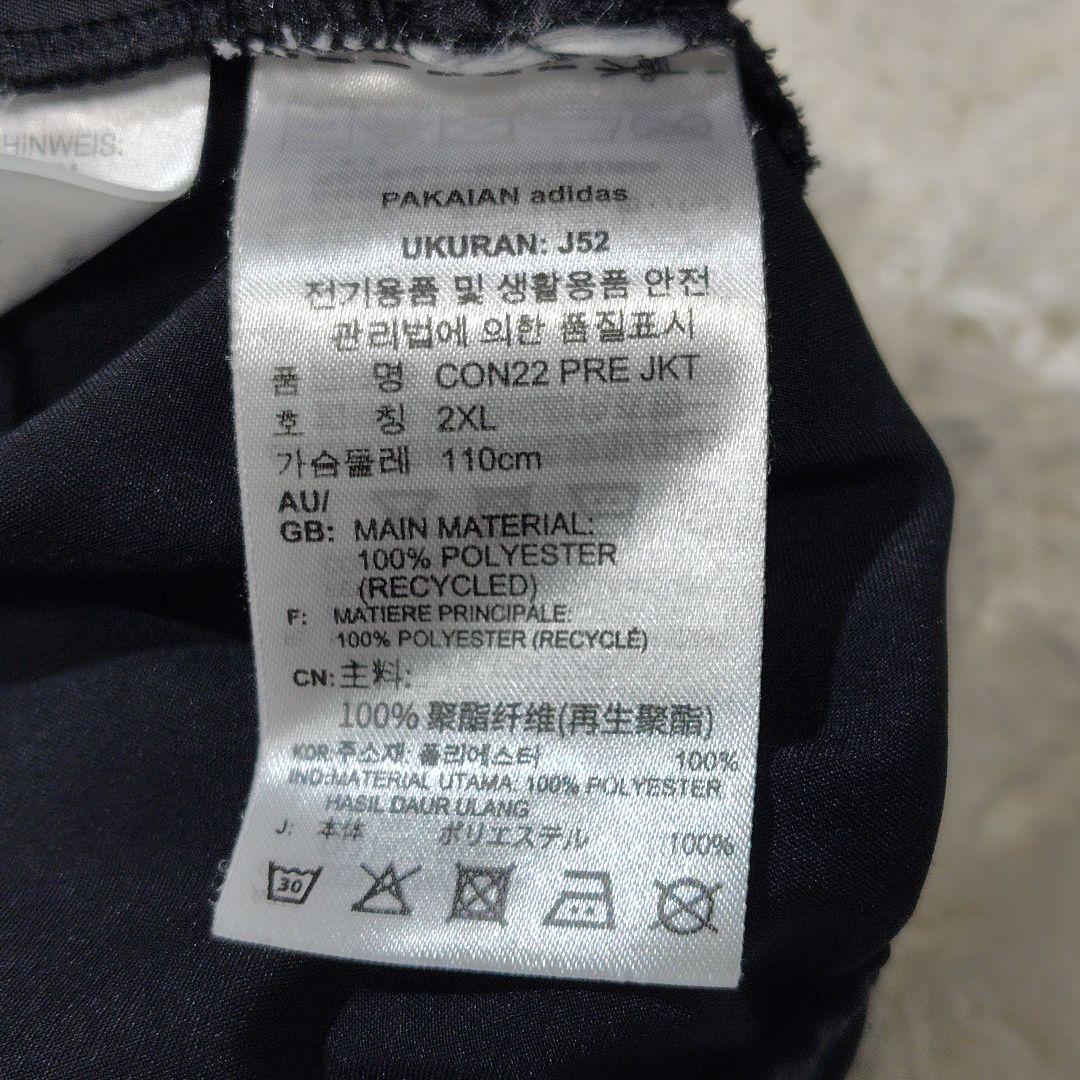 HINWEIS:
PAKAIAN adidas
UKURAN: J52
전기용품 및 생활용품 안전
관리법에 의한 품질표시
품 명 CON22 PRE JKT
호 칭 2XL
가슴둘레 110cm
AU/
GB: MAIN MATERIAL:
100% POLYESTER
(RECYCLED)
F: MATIERE PRINCIPALE:
100% POLYESTER (RECYCLÉ)
CN: 主料:
100% 聚酯纤维(再生聚酯)
KOR: 주소재: 폴리에스터 100%
IND: MATERIAL UTAMA: 100% POLYESTER
HASIL DAUR ULANG
J: 本体 ポリエステル 100%
30